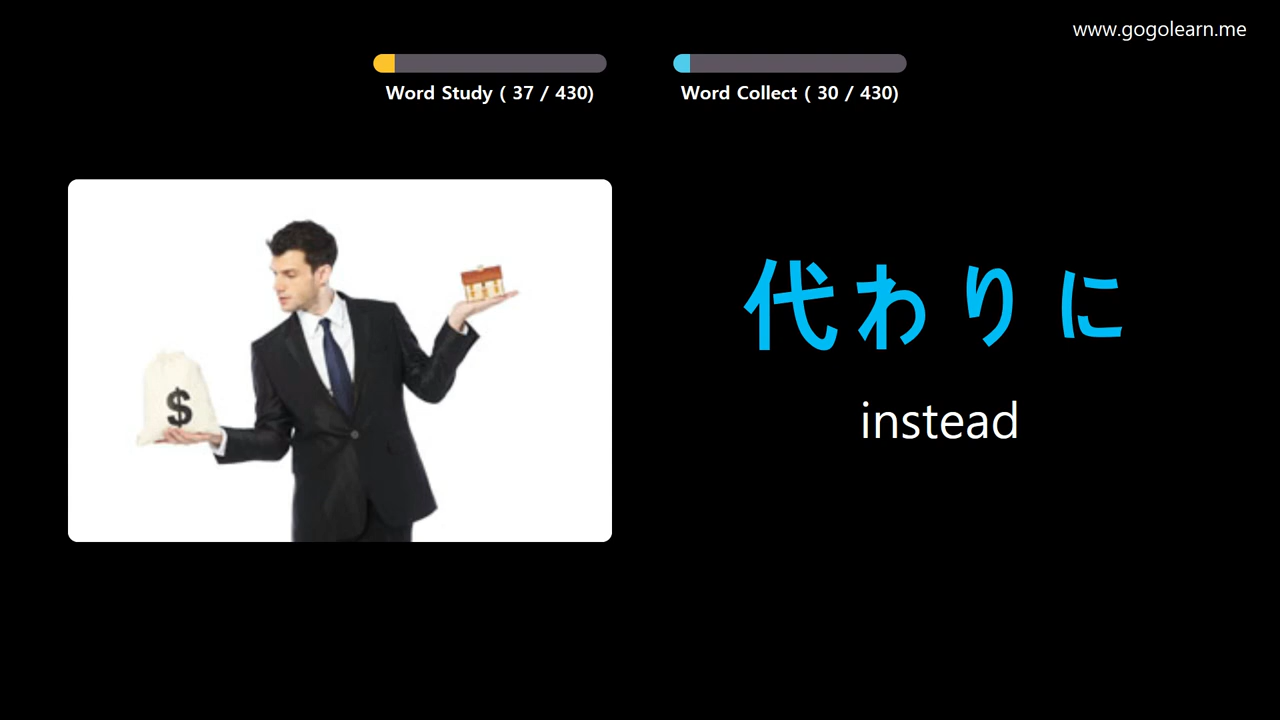 www.gogolearn.me
Word Study ( 37 / 430)
Word Collect ( 30 / 430)
$
代わりに
instead